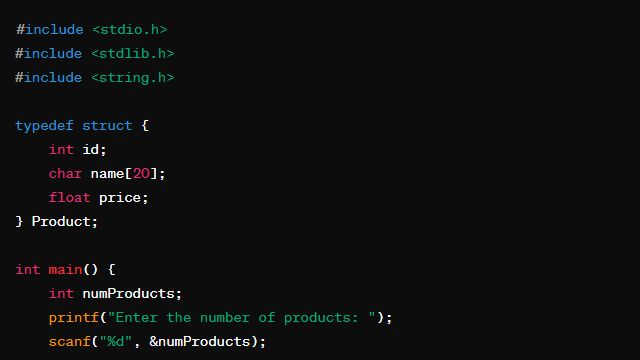 #include <stdio.h>
#include <stdlib.h>
#include <string.h>
typedef struct {
int id;
char name[20];
float price;
} Product;
int main() {
int numProducts;
printf("Enter the number of products: ");
scanf("%d", &numProducts);